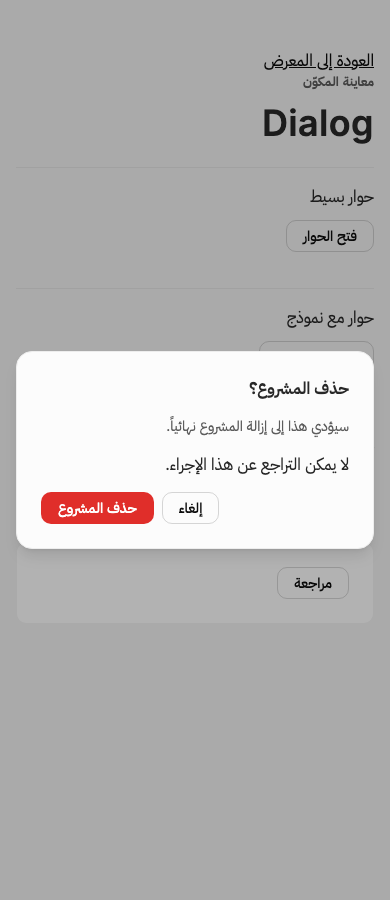 العودة إلى المعرض
معاينة المكوّن
Dialog
حوار بسيط
فتح الحوار
حوار مع نموذج
حذف المشروع؟
سيؤدي هذا إلى إزالة المشروع نهائياً.
لا يمكن التراجع عن هذا الإجراء.
إلغاء
حذف المشروع
مراجعة